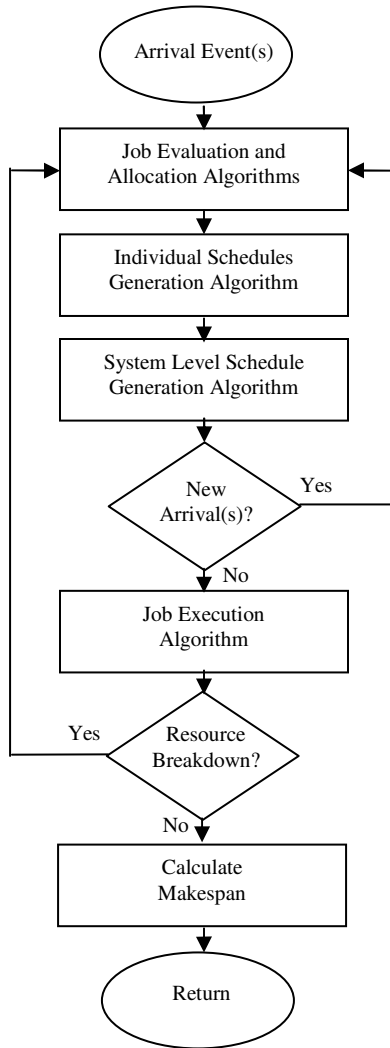 Arrival Event(s)
Job Evaluation and
Allocation Algorithms
Individual Schedules
Generation Algorithm
System Level Schedule
Generation Algorithm
New
Arrival(s)?
Yes
No
Job Execution
Algorithm
Yes
Resource
Breakdown?
No
Calculate
Makespan
Return